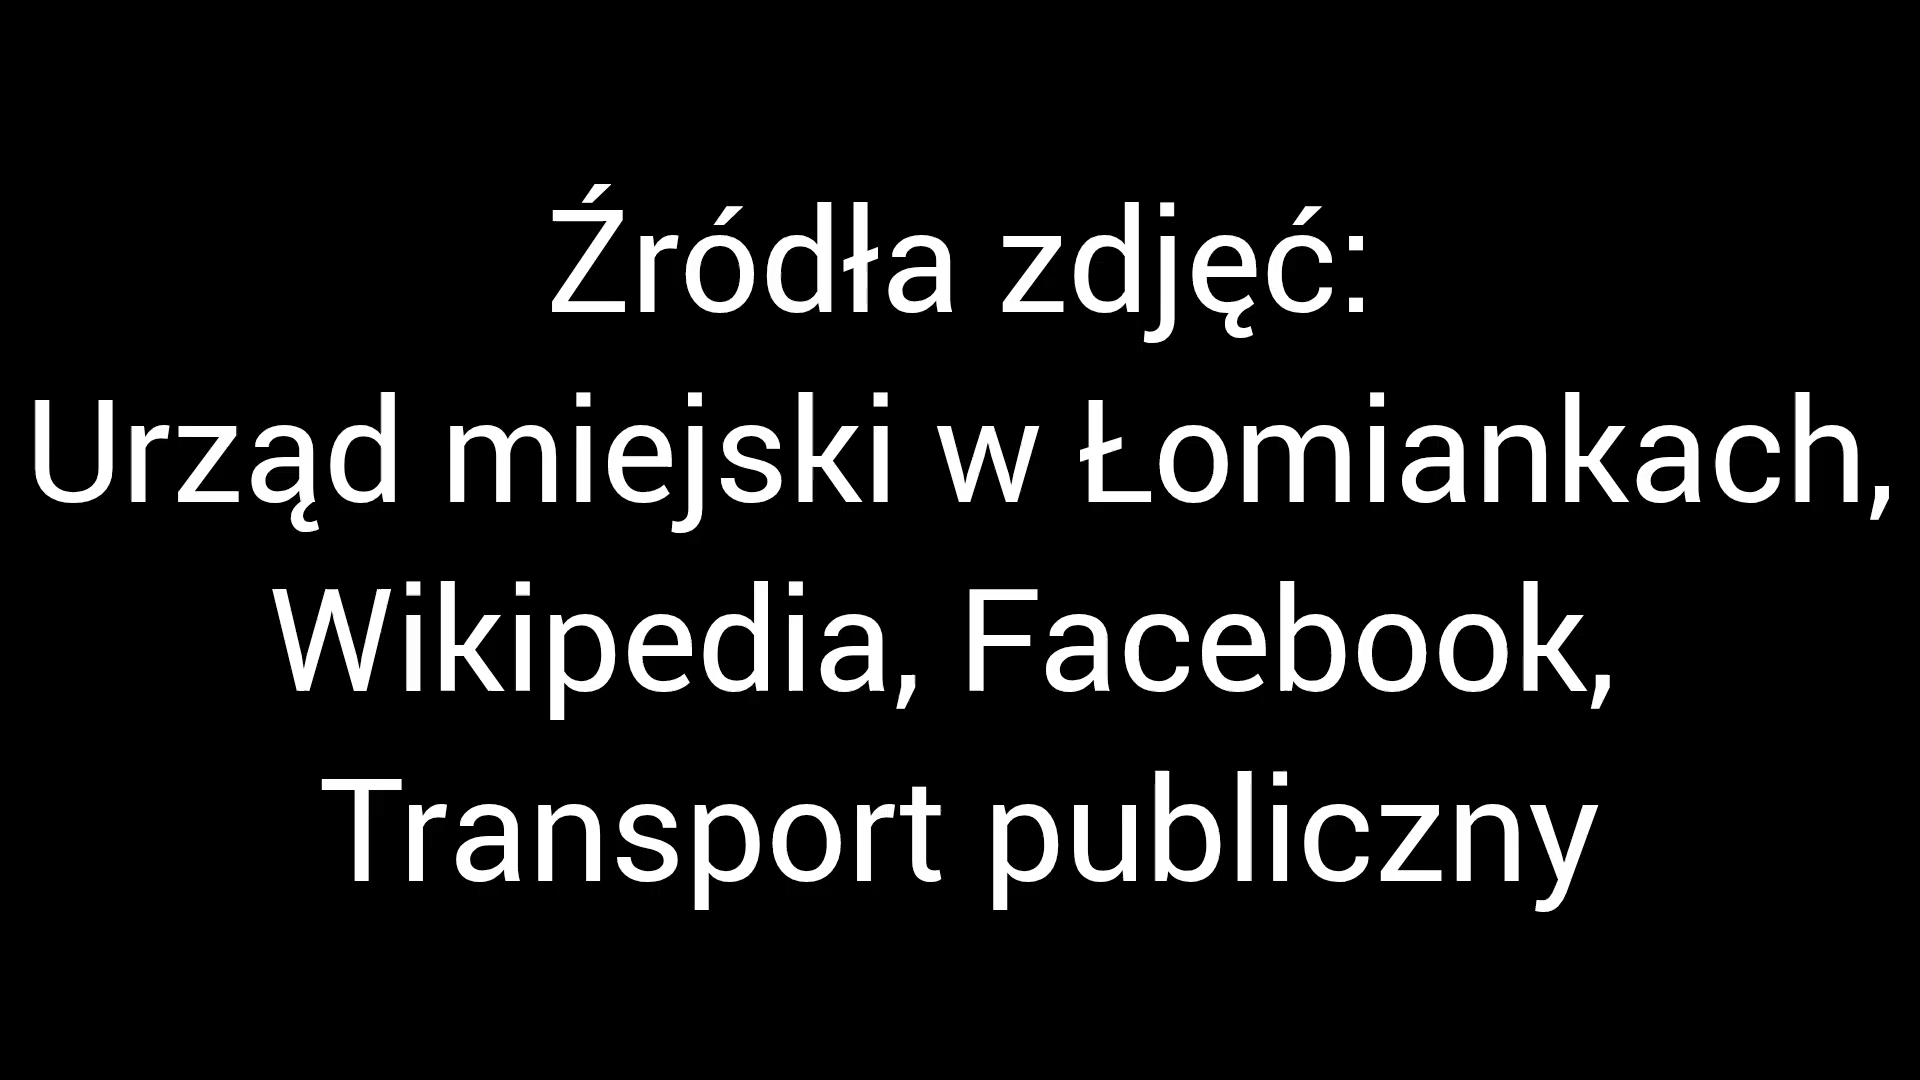 Źródła zdjęć:
Urząd miejski w Łomiankach,
Wikipedia, Facebook,
Transport publiczny